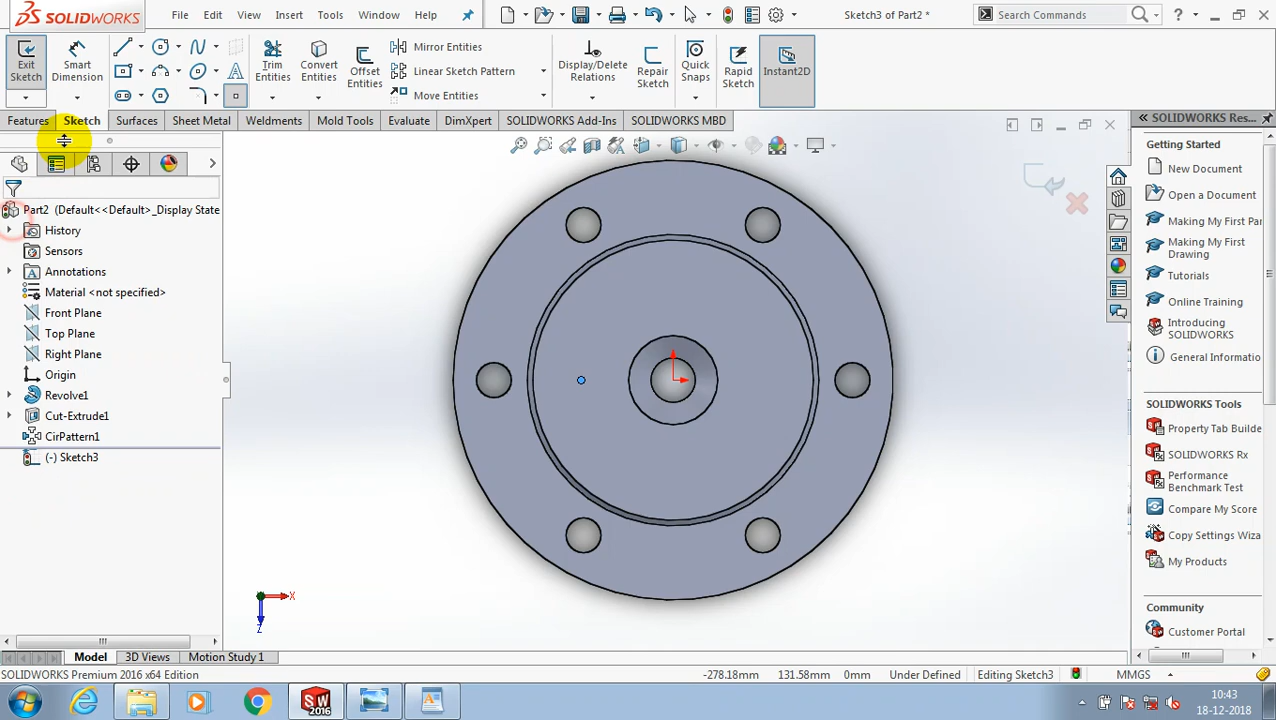 SOLIDWORKS
File
Edit
View
Insert
Tools
Window
Help
Sketch3 of Part2 *
Search Commands
?
Exit
Sketch
Smart
Dimension
Trim
Entities
Convert
Entities
Offset
Entities
Mirror Entities
Linear Sketch Pattern
Move Entities
Display/Delete
Relations
Repair
Sketch
Quick
Snaps
Rapid
Sketch
Instant2D
Features
Sketch
Surfaces
Sheet Metal
Weldments
Mold Tools
Evaluate
DimXpert
SOLIDWORKS Add-Ins
SOLIDWORKS MBD
Part2 (Default<<Default>_Display State
History
Sensors
Annotations
Material <not specified>
Front Plane
Top Plane
Right Plane
Origin
Revolve1
Cut-Extrude1
CirPattern1
(-) Sketch3
X
Z
SOLIDWORKS Res...
Getting Started
New Document
Open a Document
Making My First Par
Making My First
Drawing
Tutorials
Online Training
Introducing
SOLIDWORKS
General Informatio
SOLIDWORKS Tools
Property Tab Builde
SOLIDWORKS Rx
Performance
Benchmark Test
Compare My Score
Copy Settings Wiza
My Products
Community
Customer Portal
Model
3D Views
Motion Study 1
SOLIDWORKS Premium 2016 x64 Edition
-278.18mm
131.58mm
0mm
Under Defined
Editing Sketch3
MMGS
SW
2016
10:43
18-12-2018